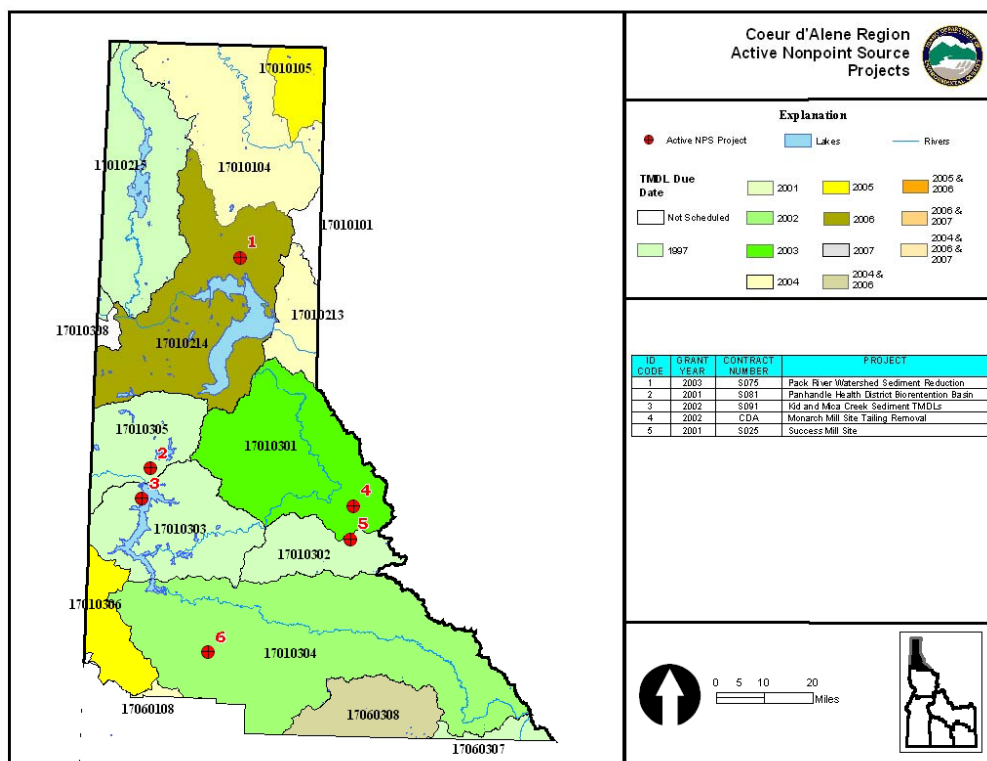 Coeur d'Alene Region
Active Nonpoint Source
Projects
Explanation
Active NPS Project
Lakes
Rivers
TMDL Due
Date
Not Scheduled
1997
2001
2002
2003
2004
2005
2006
2007
2004 &
2006
2005 &
2006
2006 &
2007
2004 &
2006 &
2007
ID CODE GRANT YEAR CONTRACT NUMBER PROJECT
1 2003 S075 Pack River Watershed Sediment Reduction
2 2001 S081 Panhandle Health District Biorentention Basin
3 2002 S091 Kid and Mica Creek Sediment TMDLs
4 2002 CDA Monarch Mill Site Tailing Removal
5 2001 S025 Success Mill Site
0 5 10 20
Miles
17010105
17010215
17010104
17010101
1
17010213
17010308
17010214
17010305
17010301
2
3
4
17010303
5
17010302
17010306
6
17010304
17060108
17060308
17060307